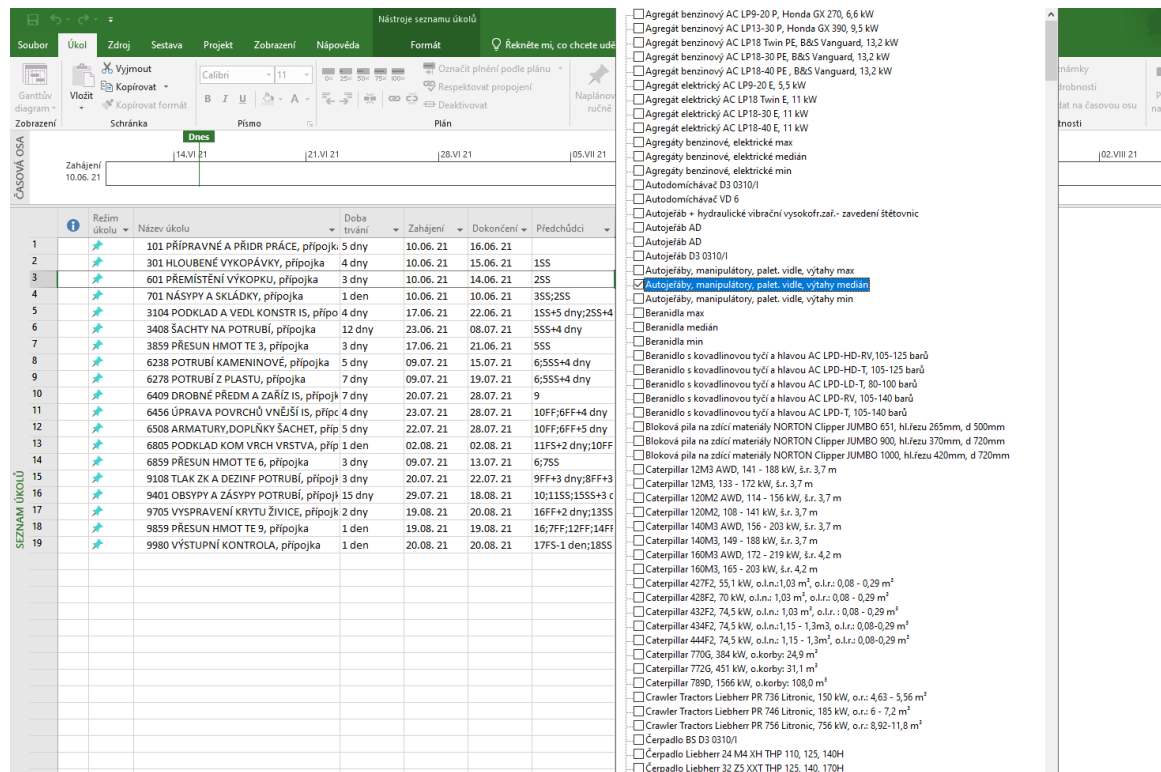 Nástroje seznamu úkolů
Soubor Úkol Zdroj Sestava Projekt Zobrazení Nápověda Formát Řekněte mi, co chcete udě
Ganttův diagram
Zobrazení
Vložit
Vyjmout
Kopírovat
Kopírovat formát
Schránka
Calibri 11
B I U A
Písmo
0% 25% 50% 75% 100%
Označit plnění podle plánu
Respektovat propojení
Deaktivovat
Plán
Naplánov
ručně
známky
drobnosti
dat na časovou osu
tnosti
ČASOVÁ OSA
Dnes
14.VI 21 21.VI 21 28.VI 21 05.VII 21 02.VIII 21
Zahájení
10.06. 21
SEZNAM ÚKOLŮ
Režim úkolu Název úkolu Doba trvání Zahájení Dokončení Předchůdci
1 101 PŘÍPRAVNÉ A PŘIDR PRÁCE, přípojk 5 dny 10.06. 21 16.06. 21
2 301 HLOUBENÉ VYKOPÁVKY, přípojka 4 dny 10.06. 21 15.06. 21 1SS
3 601 PŘEMÍSTĚNÍ VÝKOPKU, přípojka 3 dny 10.06. 21 14.06. 21 2SS
4 701 NÁSYPY A SKLÁDKY, přípojka 1 den 10.06. 21 10.06. 21 3SS;2SS
5 3104 PODKLAD A VEDL KONSTR IS, přípo 4 dny 17.06. 21 22.06. 21 1SS+5 dny;2SS+4
6 3408 ŠACHTY NA POTRUBÍ, přípojka 12 dny 23.06. 21 08.07. 21 5SS+4 dny
7 3859 PŘESUN HMOT TE 3, přípojka 3 dny 17.06. 21 21.06. 21 5SS
8 6238 POTRUBÍ KAMENINOVÉ, přípojka 5 dny 09.07. 21 15.07. 21 6;5SS+4 dny
9 6278 POTRUBÍ Z PLASTU, přípojka 7 dny 09.07. 21 19.07. 21 6;5SS+4 dny
10 6409 DROBNÉ PŘEDM A ZAŘÍZ IS, přípojk 7 dny 20.07. 21 28.07. 21 9
11 6456 ÚPRAVA POVRCHŮ VNĚJŠÍ IS, přípo 4 dny 23.07. 21 28.07. 21 10FF;6FF+4 dny
12 6508 ARMATURY,DOPLŇKY ŠACHET, příp 5 dny 22.07. 21 28.07. 21 10FF;6FF+5 dny
13 6805 PODKLAD KOM VRCH VRSTVA, příp 1 den 02.08. 21 02.08. 21 11FS+2 dny;10FF
14 6859 PŘESUN HMOT TE 6, přípojka 3 dny 09.07. 21 13.07. 21 6;7SS
15 9108 TLAK ZK A DEZINF POTRUBÍ, přípojk 3 dny 20.07. 21 22.07. 21 9FF+3 dny;8FF+3
16 9401 OBSYPY A ZÁSYPY POTRUBÍ, přípojk 15 dny 29.07. 21 18.08. 21 10;11SS;15SS+3 d
17 9705 VYSPRAVENÍ KRYTU ŽIVICE, přípojk 2 dny 19.08. 21 20.08. 21 16FF+2 dny;13SS
18 9859 PŘESUN HMOT TE 9, přípojka 1 den 19.08. 21 19.08. 21 16;7FF;12FF;14FF
19 9980 VÝSTUPNÍ KONTROLA, přípojka 1 den 20.08. 21 20.08. 21 17FS-1 den;18SS
Agregát benzinový AC LP9-20 P, Honda GX 270, 6,6 kW
Agregát benzinový AC LP13-30 P, Honda GX 390, 9,5 kW
Agregát benzinový AC LP18 Twin PE, B&S Vanguard, 13,2 kW
Agregát benzinový AC LP18-30 PE, B&S Vanguard, 13,2 kW
Agregát benzinový AC LP18-40 PE , B&S Vanguard, 13,2 kW
Agregát elektrický AC LP9-20 E, 5,5 kW
Agregát elektrický AC LP18 Twin E, 11 kW
Agregát elektrický AC LP18-30 E, 11 kW
Agregát elektrický AC LP18-40 E, 11 kW
Agregáty benzinové, elektrické max
Agregáty benzinové, elektrické medián
Agregáty benzinové, elektrické min
Autodomíchávač D3 0310/I
Autodomíchávač VD 6
Autojeřáb + hydraulické vibrační vysokofr.zař.- zavedení štětovnic
Autojeřáb AD
Autojeřáb AD
Autojeřáb D3 0310/I
Autojeřáby, manipulátory, palet. vidle, výtahy max
Autojeřáby, manipulátory, palet. vidle, výtahy medián
Autojeřáby, manipulátory, palet. vidle, výtahy min
Beranidla max
Beranidla medián
Beranidla min
Beranidlo s kovadlinovou tyčí a hlavou AC LPD-HD-RV,105-125 barů
Beranidlo s kovadlinovou tyčí a hlavou AC LPD-HD-T, 105-125 barů
Beranidlo s kovadlinovou tyčí a hlavou AC LPD-LD-T, 80-100 barů
Beranidlo s kovadlinovou tyčí a hlavou AC LPD-RV, 105-140 barů
Beranidlo s kovadlinovou tyčí a hlavou AC LPD-T, 105-140 barů
Bloková pila na zdící materiály NORTON Clipper JUMBO 651, hl.řezu 265mm, d 500mm
Bloková pila na zdící materiály NORTON Clipper JUMBO 900, hl.řezu 370mm, d 720mm
Bloková pila na zdící materiály NORTON Clipper JUMBO 1000, hl.řezu 420mm, d 720mm
Caterpillar 12M3 AWD, 141 - 188 kW, š.r. 3,7 m
Caterpillar 12M3, 133 - 172 kW, š.r. 3,7 m
Caterpillar 120M2 AWD, 114 - 156 kW, š.r. 3,7 m
Caterpillar 120M2, 108 - 141 kW, š.r. 3,7 m
Caterpillar 140M3 AWD, 156 - 203 kW, š.r. 3,7 m
Caterpillar 140M3, 149 - 188 kW, š.r. 3,7 m
Caterpillar 160M3 AWD, 172 - 219 kW, š.r. 4,2 m
Caterpillar 160M3, 165 - 203 kW, š.r. 4,2 m
Caterpillar 427F2, 55,1 kW, o.l.n.:1,03 m³, o.l.r.: 0,08 - 0,29 m³
Caterpillar 428F2, 70 kW, o.l.n.: 1,03 m³, o.l.r.: 0,08 - 0,29 m³
Caterpillar 432F2, 74,5 kW, o.l.n.: 1,03 m³, o.l.r. : 0,08 - 0,29 m³
Caterpillar 434F2, 74,5 kW, o.l.n.:1,15 - 1,3m3, o.l.r.: 0,08-0,29 m³
Caterpillar 444F2, 74,5 kW, o.l.n.: 1,15 - 1,3m³, o.l.r.: 0,08-0,29 m³
Caterpillar 770G, 384 kW, o.korby: 24,9 m³
Caterpillar 772G, 451 kW, o.korby: 31,1 m³
Caterpillar 789D, 1566 kW, o.korby: 108,0 m³
Crawler Tractors Liebherr PR 736 Litronic, 150 kW, o.r.: 4,63 - 5,56 m³
Crawler Tractors Liebherr PR 746 Litronic, 185 kW, o.r.: 6 - 7,2 m³
Crawler Tractors Liebherr PR 756 Litronic, 756 kW, o.r.: 8,92-11,8 m³
Čerpadlo BS D3 0310/I
Čerpadlo Liebherr 24 M4 XH THP 110, 125, 140H
Čerpadlo Liebherr 32 Z5 XXT THP 125, 140, 170H